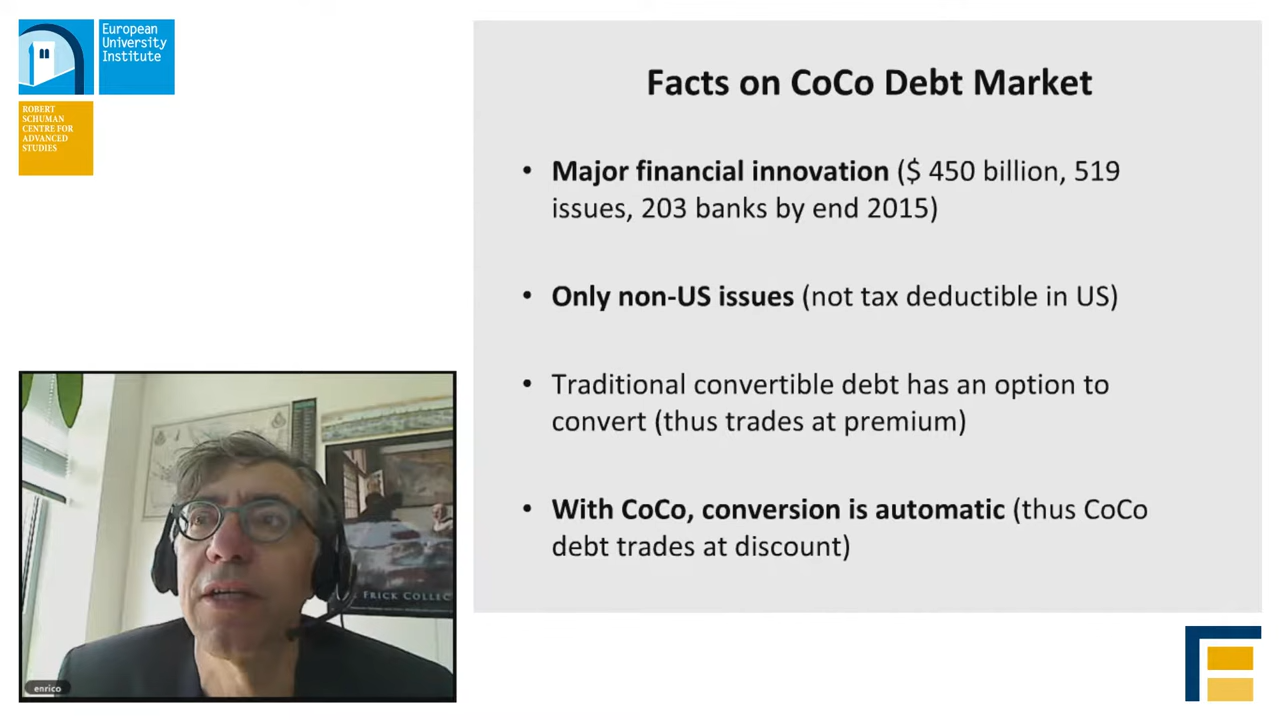 European
University
Institute
ROBERT
SCHUMAN
CENTRE FOR
ADVANCED
STUDIES
Facts on CoCo Debt Market
• Major financial innovation ($ 450 billion, 519
issues, 203 banks by end 2015)
• Only non-US issues (not tax deductible in US)
• Traditional convertible debt has an option to
convert (thus trades at premium)
• With CoCo, conversion is automatic (thus CoCo
debt trades at discount)
FRICK COLLEC
enrico